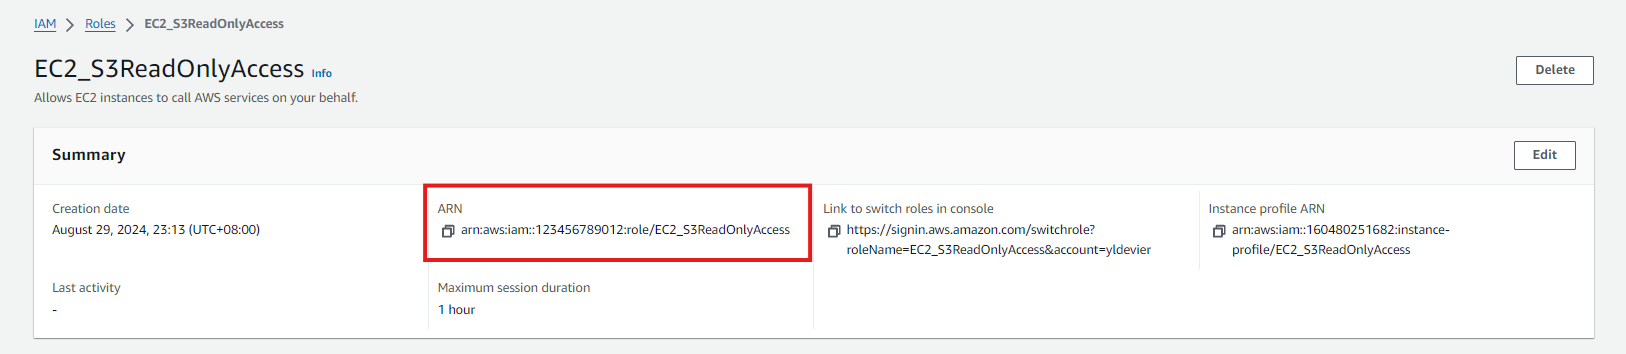 IAM > Roles > EC2_S3ReadOnlyAccess
EC2_S3ReadOnlyAccess Info
Delete
Allows EC2 instances to call AWS services on your behalf.
Summary
Edit
Creation date
August 29, 2024, 23:13 (UTC+08:00)
ARN
arn:aws:iam::123456789012:role/EC2_S3ReadOnlyAccess
Link to switch roles in console
https://signin.aws.amazon.com/switchrole?
roleName=EC2_S3ReadOnlyAccess&account=yldevier
Instance profile ARN
arn:aws:iam::160480251682:instance-
profile/EC2_S3ReadOnlyAccess
Last activity
-
Maximum session duration
1 hour